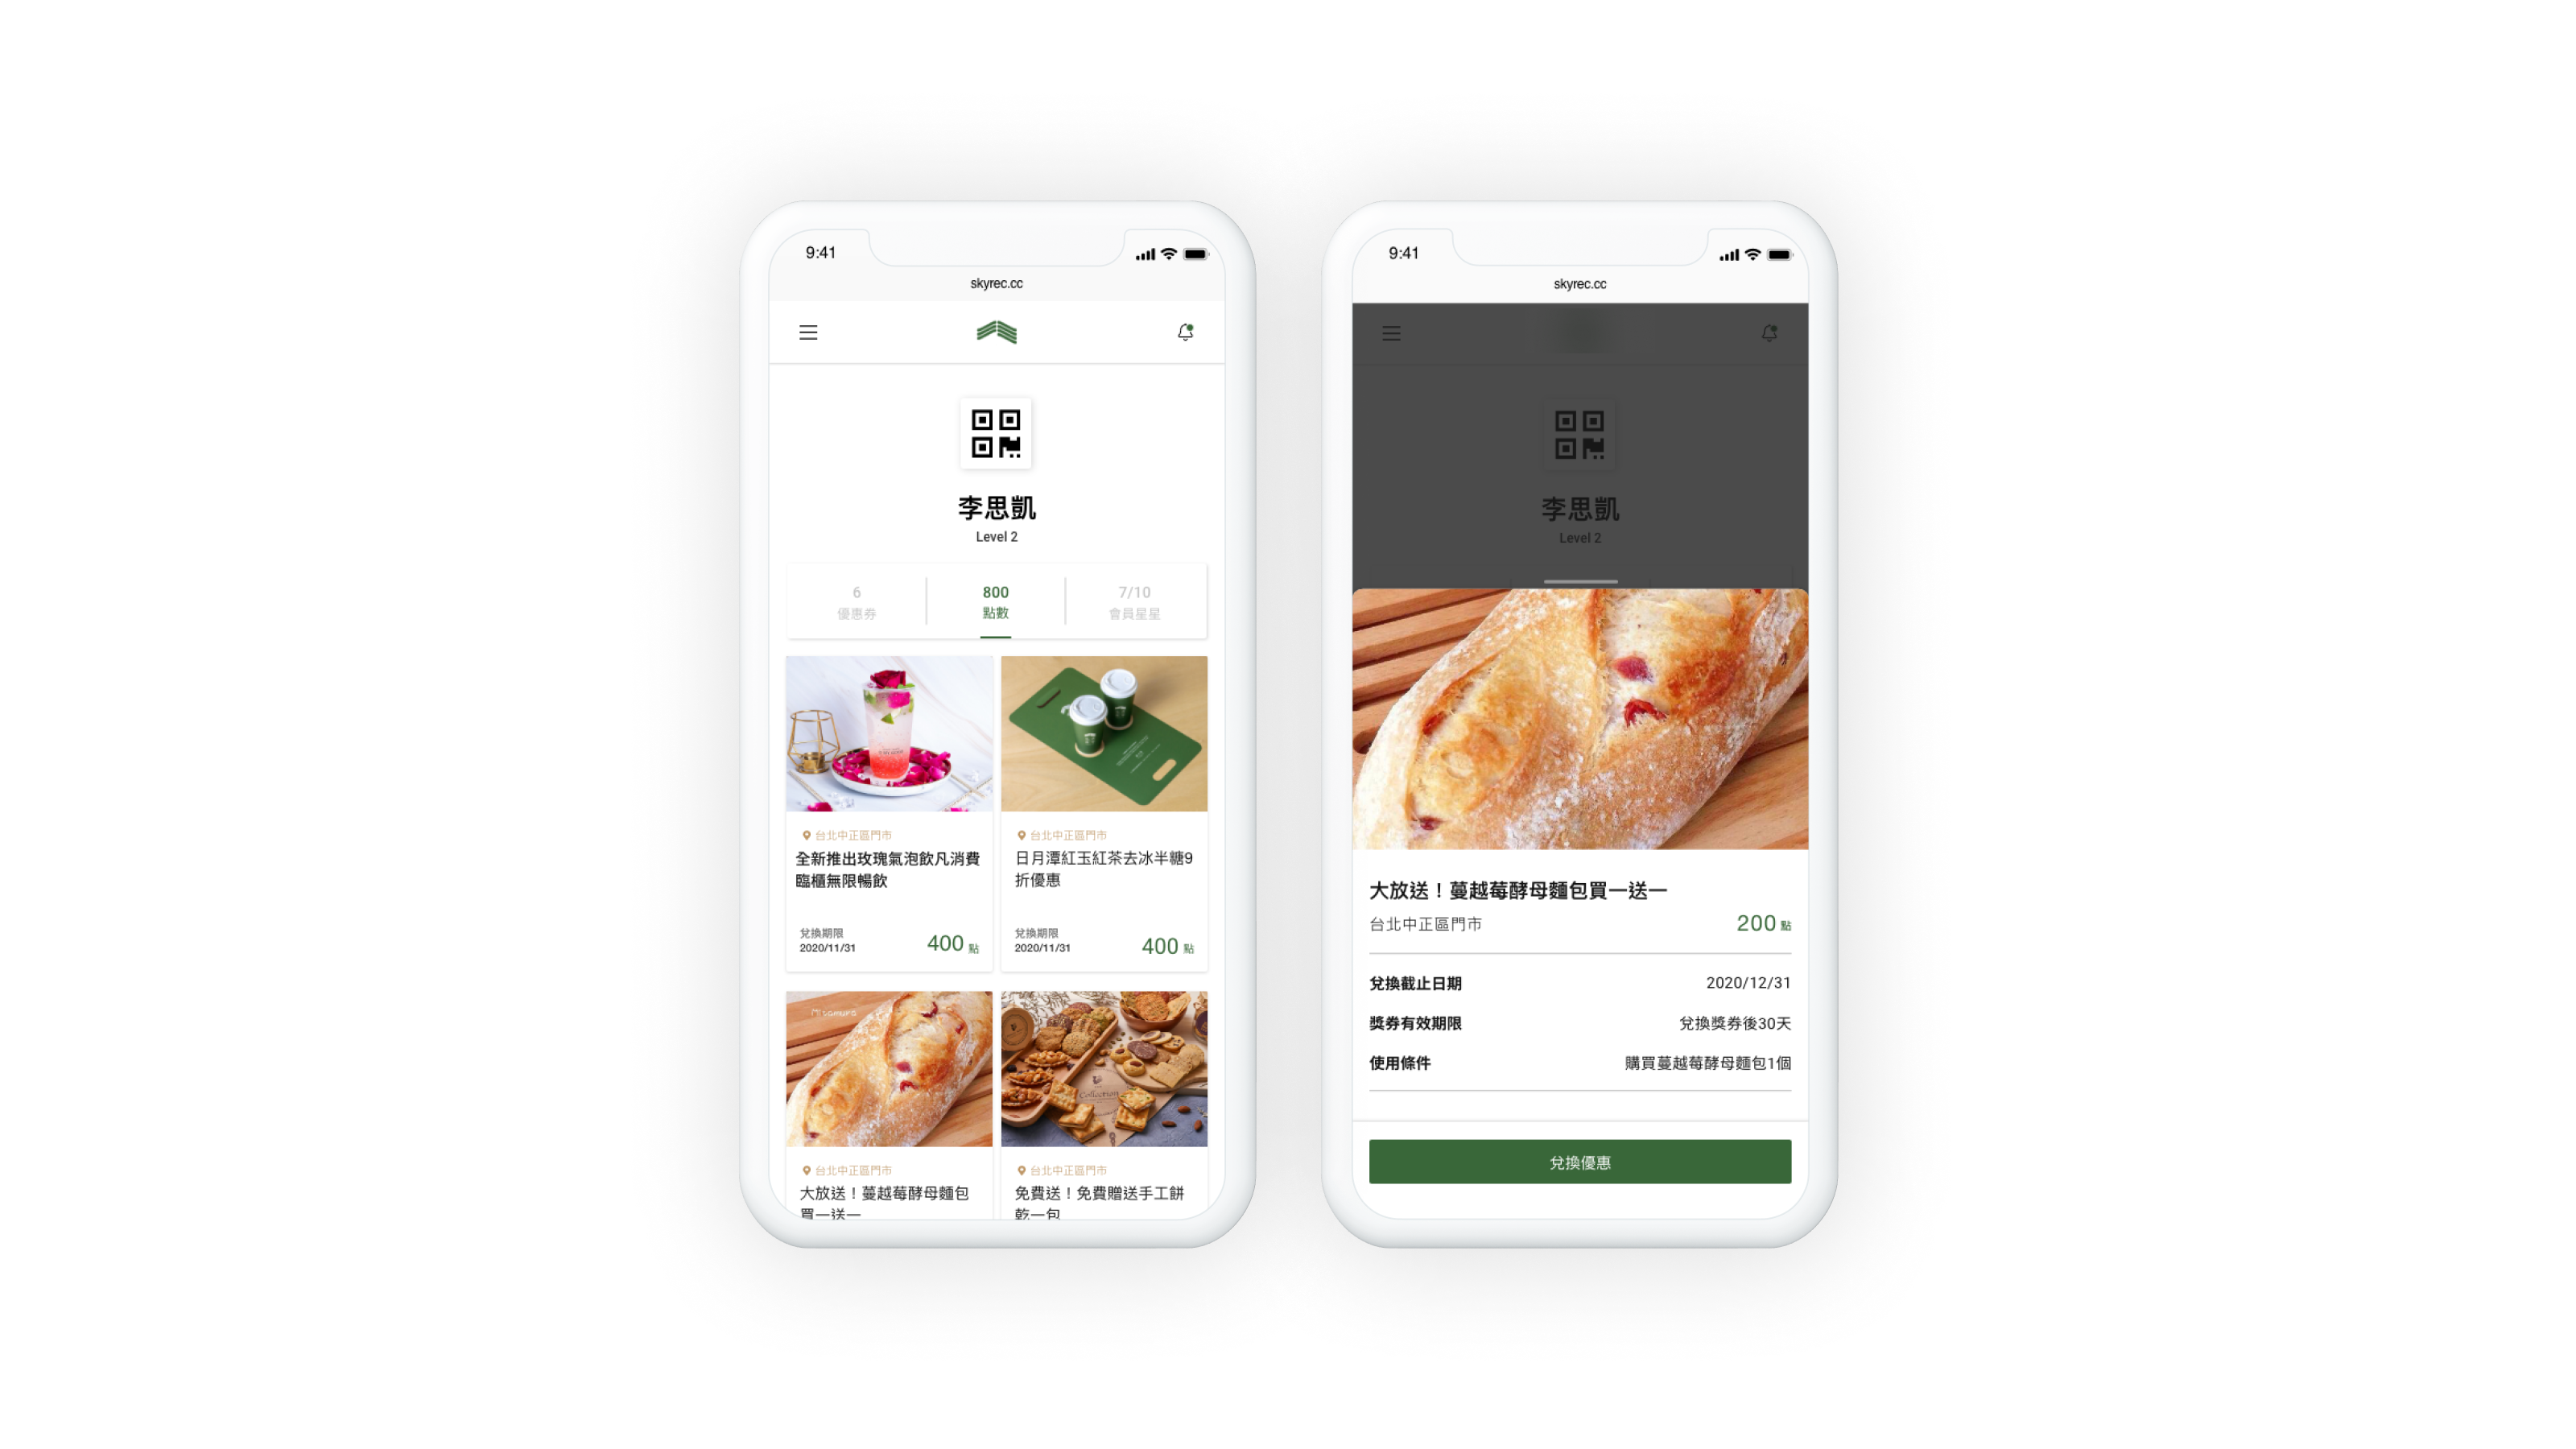 9:41
skyrec.cc
李思凱
Level 2
6
優惠券
800
點數
7/10
會員星星
台北中正區門市
全新推出玫瑰氣泡飲凡消費
臨櫃無限暢飲
兌換期限
2020/11/31
400 點
台北中正區門市
日月潭紅玉紅茶去冰半糖9
折優惠
兌換期限
2020/11/31
400 點
Misamura
Collection
台北中正區門市
大放送！蔓越莓酵母麵包
買一送一
台北中正區門市
免費送！免費贈送手工餅
乾一包
9:41
skyrec.cc
李思凱
Level 2
大放送！蔓越莓酵母麵包買一送一
台北中正區門市
200 點
兌換截止日期
2020/12/31
獎券有效期限
兌換獎券後30天
使用條件
購買蔓越莓酵母麵包1個
兌換優惠